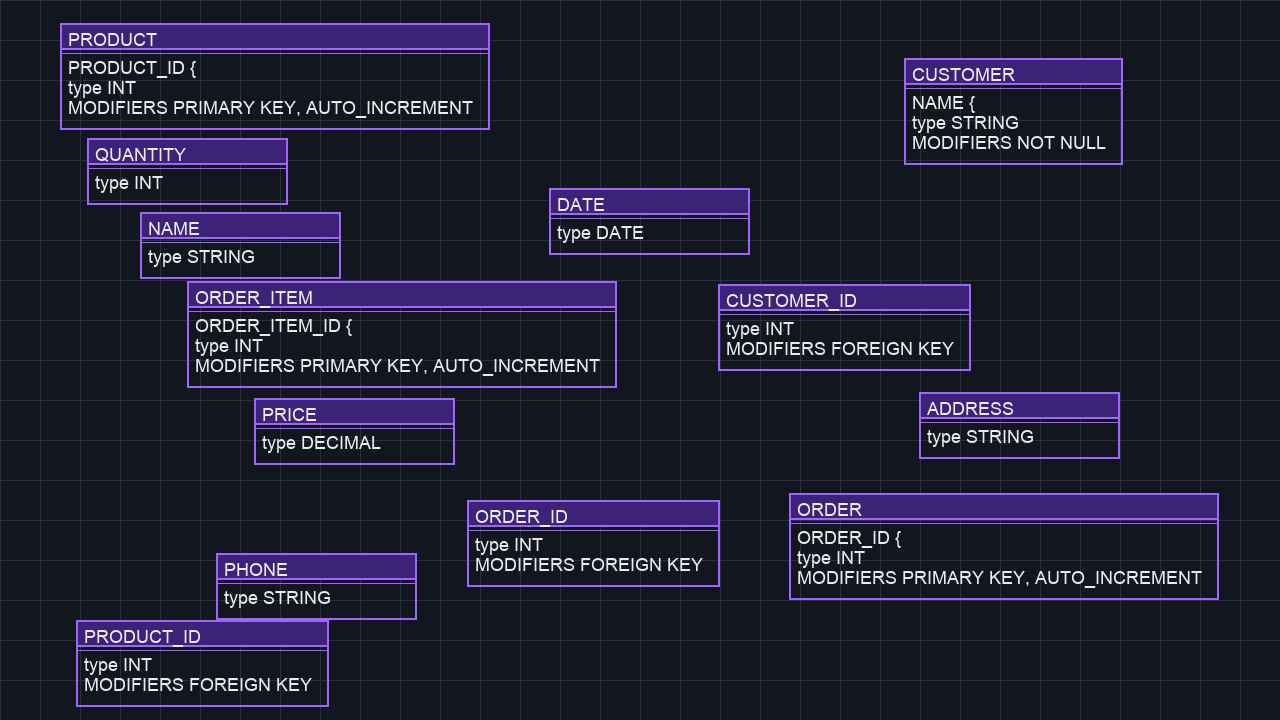 PRODUCT
PRODUCT_ID {
type INT
MODIFIERS PRIMARY KEY, AUTO_INCREMENT
CUSTOMER
NAME {
type STRING
MODIFIERS NOT NULL
QUANTITY
type INT
DATE
type DATE
NAME
type STRING
ORDER_ITEM
ORDER_ITEM_ID {
type INT
MODIFIERS PRIMARY KEY, AUTO_INCREMENT
CUSTOMER_ID
type INT
MODIFIERS FOREIGN KEY
PRICE
type DECIMAL
ADDRESS
type STRING
ORDER_ID
type INT
MODIFIERS FOREIGN KEY
ORDER
ORDER_ID {
type INT
MODIFIERS PRIMARY KEY, AUTO_INCREMENT
PHONE
type STRING
PRODUCT_ID
type INT
MODIFIERS FOREIGN KEY